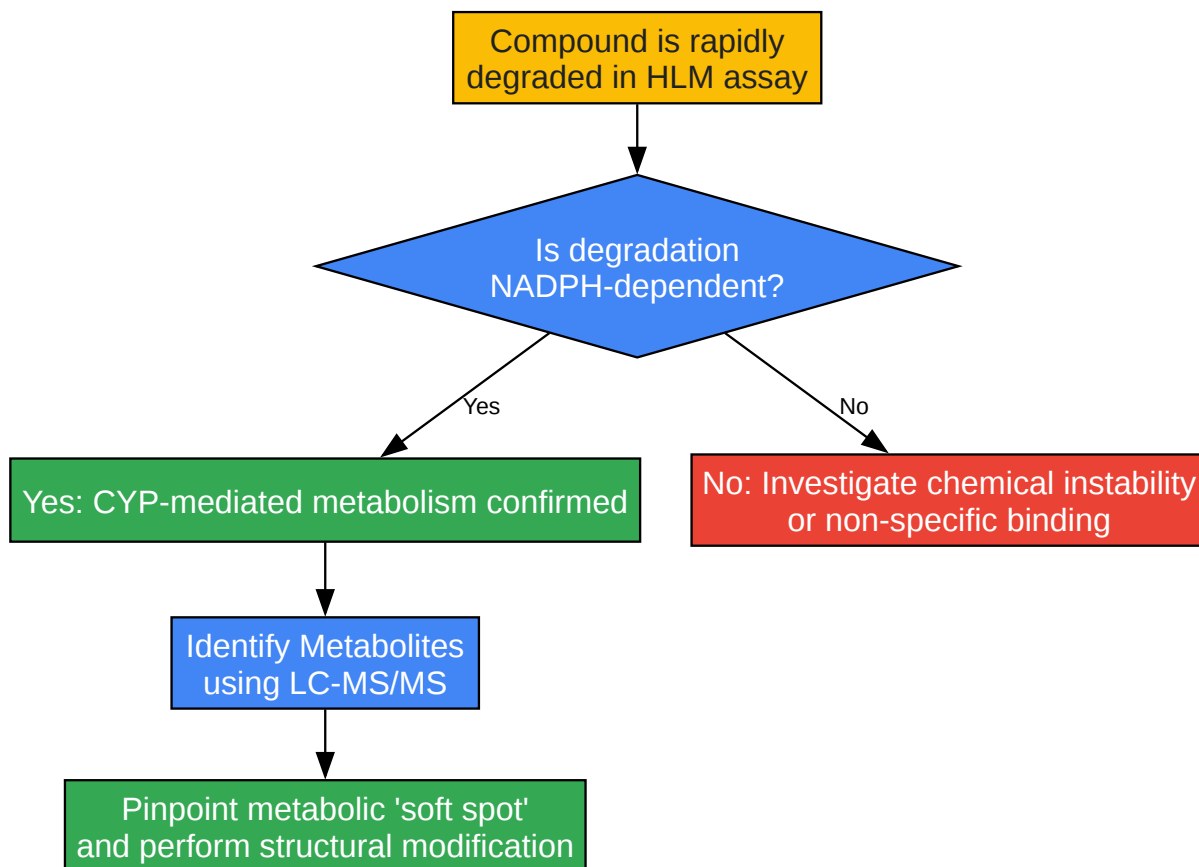 Compound is rapidly
degraded in HLM assay
Is degradation
NADPH-dependent?
Yes
No
Yes: CYP-mediated metabolism confirmed
No: Investigate chemical instability
or non-specific binding
Identify Metabolites
using LC-MS/MS
Pinpoint metabolic 'soft spot'
and perform structural modification